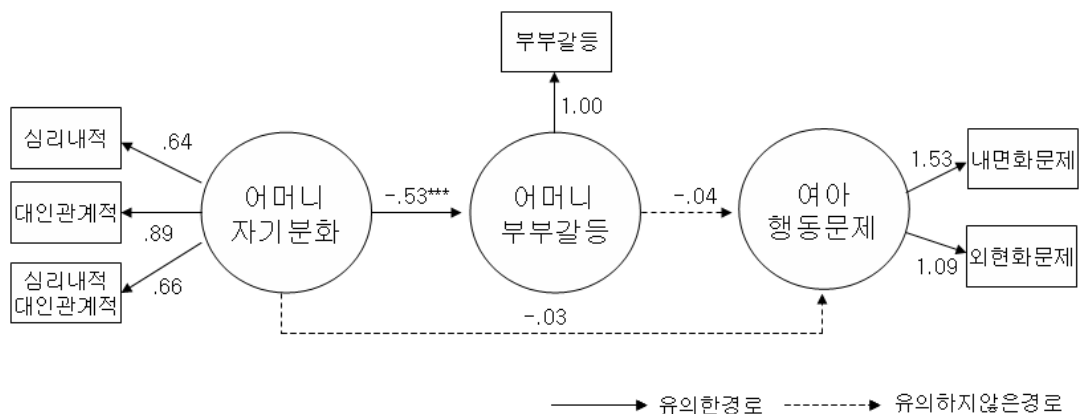 부부갈등
1.00
심리내적
.64
대인관계적
.89
심리내적
대인관계적
.66
어머니
자기분화
-.53***
어머니
부부갈등
-.04
여아
행동문제
1.53
내면화문제
1.09
외현화문제
-.03
유의한경로
유의하지않은경로